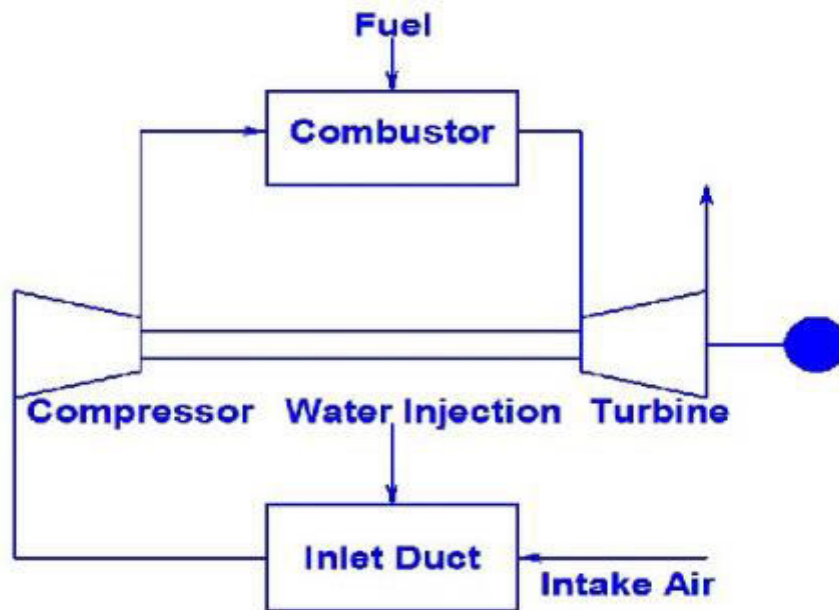 Fuel
Combustor
Compressor Water Injection Turbine
Inlet Duct
Intake Air